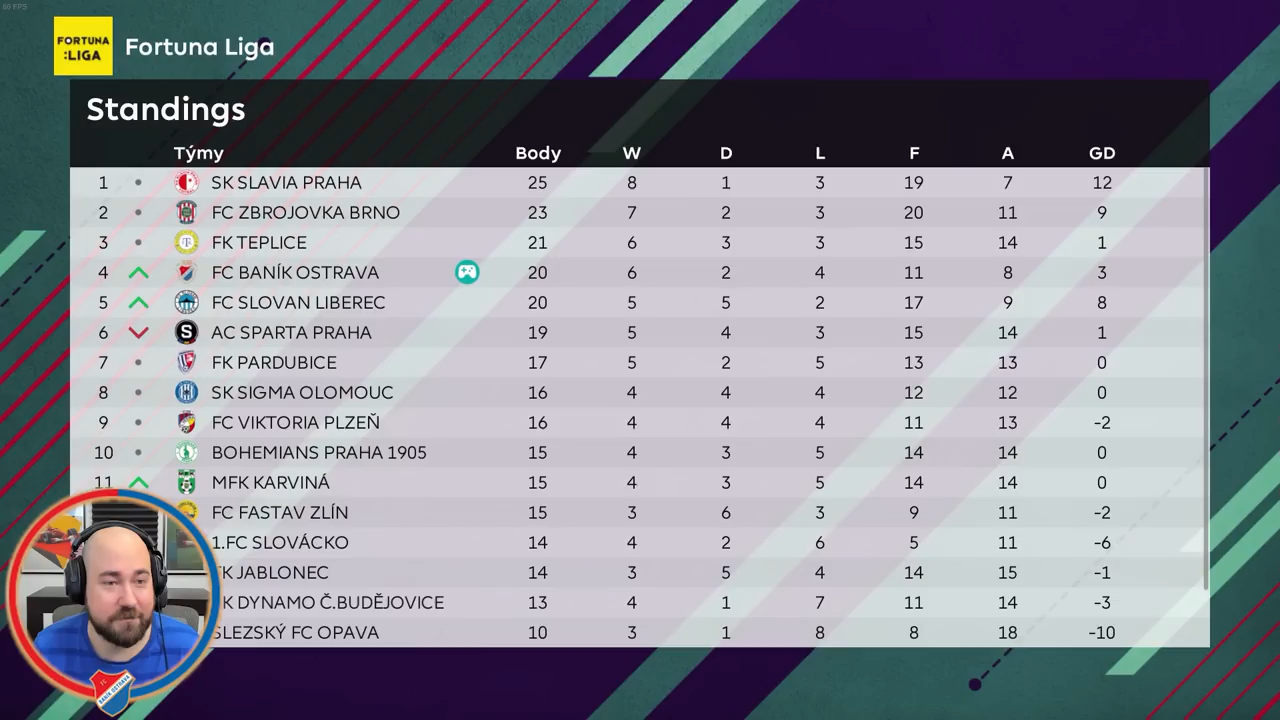 60 FPS
FORTUNA
:LIGA
Fortuna Liga
Standings
Týmy Body W D L F A GD
1 SK SLAVIA PRAHA 25 8 1 3 19 7 12
2 FC ZBROJOVKA BRNO 23 7 2 3 20 11 9
3 FK TEPLICE 21 6 3 3 15 14 1
4 FC BANÍK OSTRAVA 20 6 2 4 11 8 3
5 FC SLOVAN LIBEREC 20 5 5 2 17 9 8
6 AC SPARTA PRAHA 19 5 4 3 15 14 1
7 FK PARDUBICE 17 5 2 5 13 13 0
8 SK SIGMA OLOMOUC 16 4 4 4 12 12 0
9 FC VIKTORIA PLZEŇ 16 4 4 4 11 13 -2
10 BOHEMIANS PRAHA 1905 15 4 3 5 14 14 0
11 MFK KARVINÁ 15 4 3 5 14 14 0
FC FASTAV ZLÍN 15 3 6 3 9 11 -2
1.FC SLOVÁCKO 14 4 2 6 5 11 -6
FK JABLONEC 14 3 5 4 14 15 -1
K DYNAMO Č.BUDĚJOVICE 13 4 1 7 11 14 -3
SLEZSKÝ FC OPAVA 10 3 1 8 8 18 -10
FC
BANÍK OSTRAVA